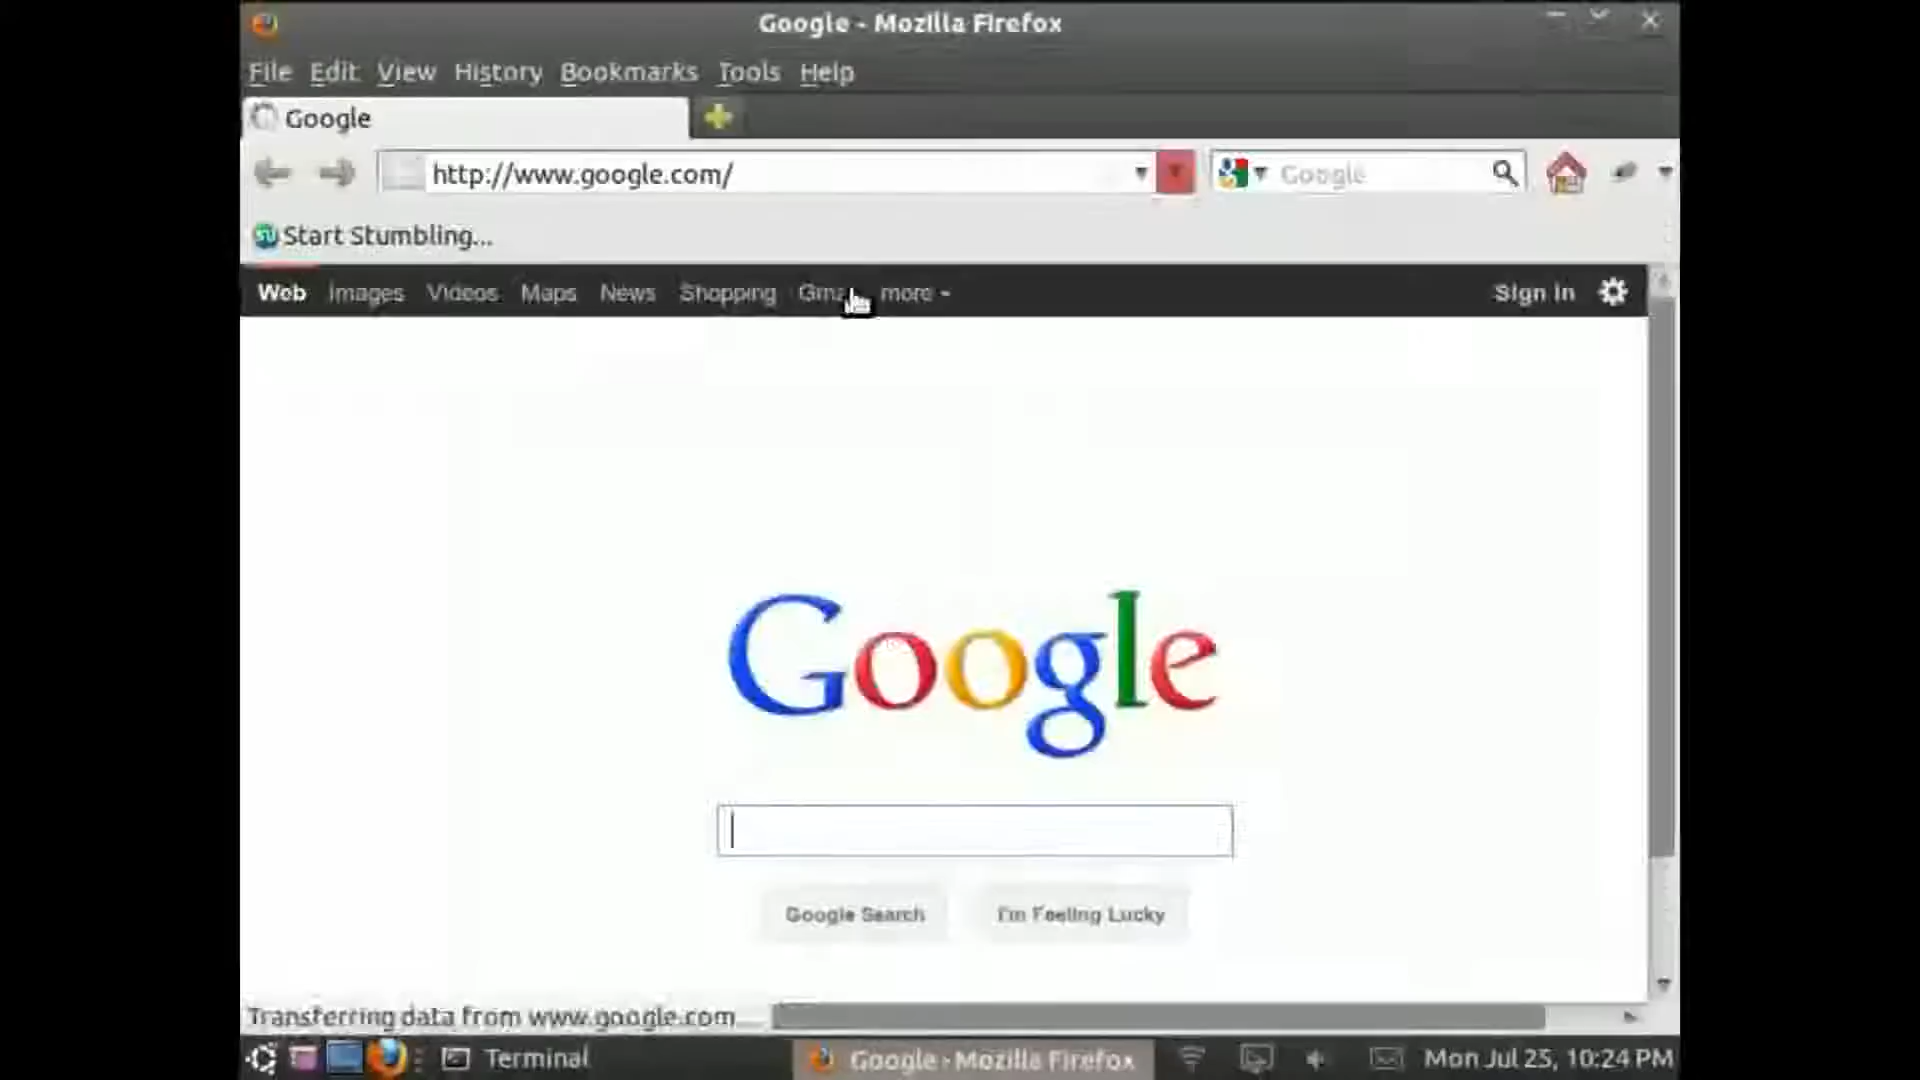 Google - Mozilla Firefox
File Edit View History Bookmarks Tools Help
Google
http://www.google.com/
Google
Start Stumbling...
Web Images Videos Maps News Shopping more
Sign in
Google
Google Search
I'm Feeling Lucky
Transferring data from www.google.com...
Terminal
Google - Mozilla Firefox
Mon Jul 25, 10:24 PM